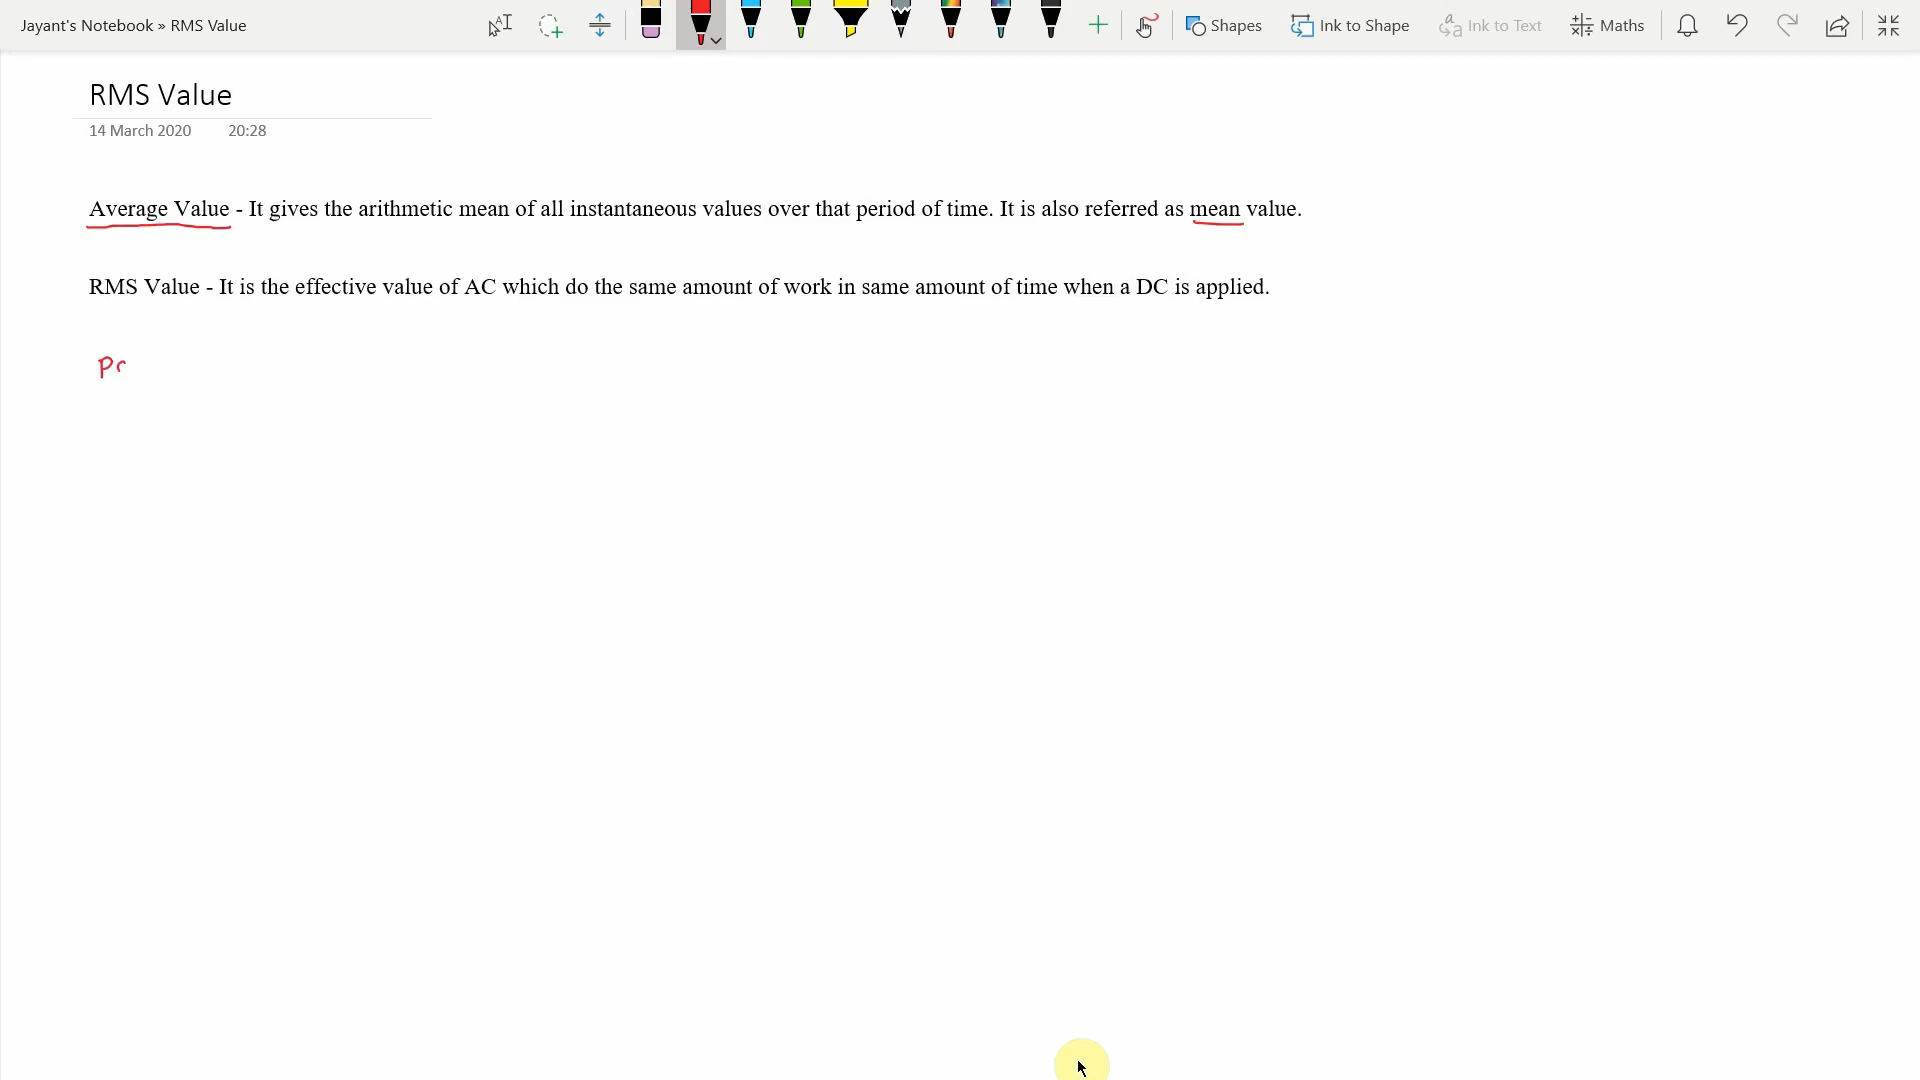 Jayant's Notebook » RMS Value
Shapes
Ink to Shape
Ink to Text
Maths
RMS Value
14 March 2020 20:28
Average Value - It gives the arithmetic mean of all instantaneous values over that period of time. It is also referred as mean value.
RMS Value - It is the effective value of AC which do the same amount of work in same amount of time when a DC is applied.
Pr